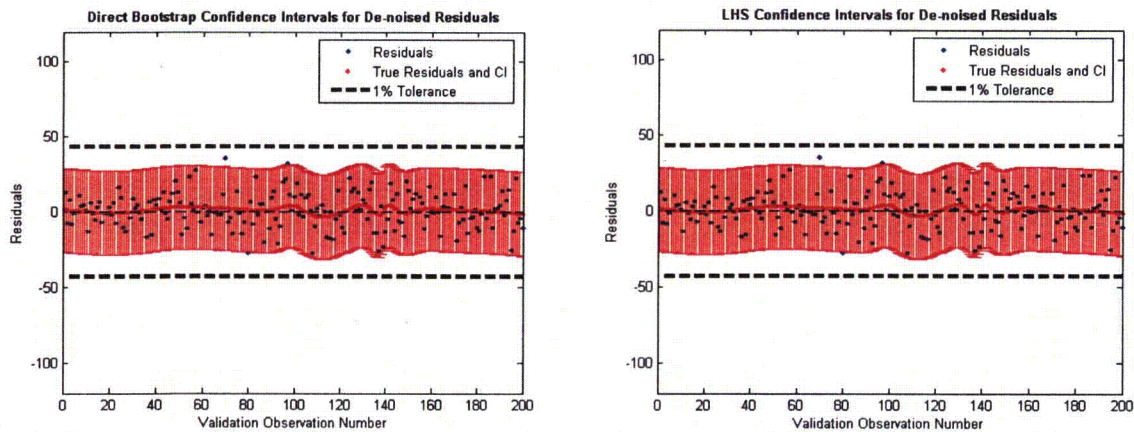 Direct Bootstrap Confidence Intervals for De-noised Residuals
Residuals
True Residuals and CI
1% Tolerance
100
50
0
-50
-100
Residuals
0 20 40 60 80 100 120 140 160 180 200
Validation Observation Number
LHS Confidence Intervals for De-noised Residuals
Residuals
True Residuals and CI
1% Tolerance
100
50
0
-50
-100
Residuals
0 20 40 60 80 100 120 140 160 180 200
Validation Observation Number